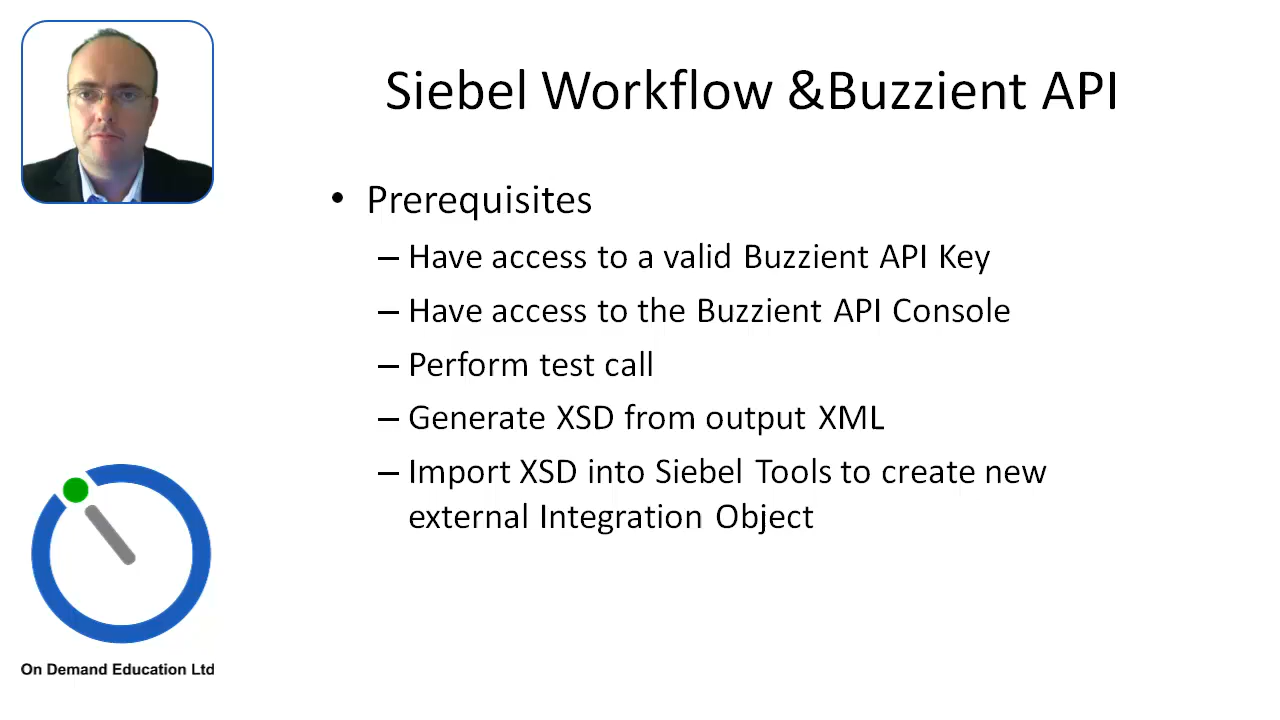 Siebel Workflow &Buzzient API
• Prerequisites
– Have access to a valid Buzzient API Key
– Have access to the Buzzient API Console
– Perform test call
– Generate XSD from output XML
– Import XSD into Siebel Tools to create new
external Integration Object
On Demand Education Ltd